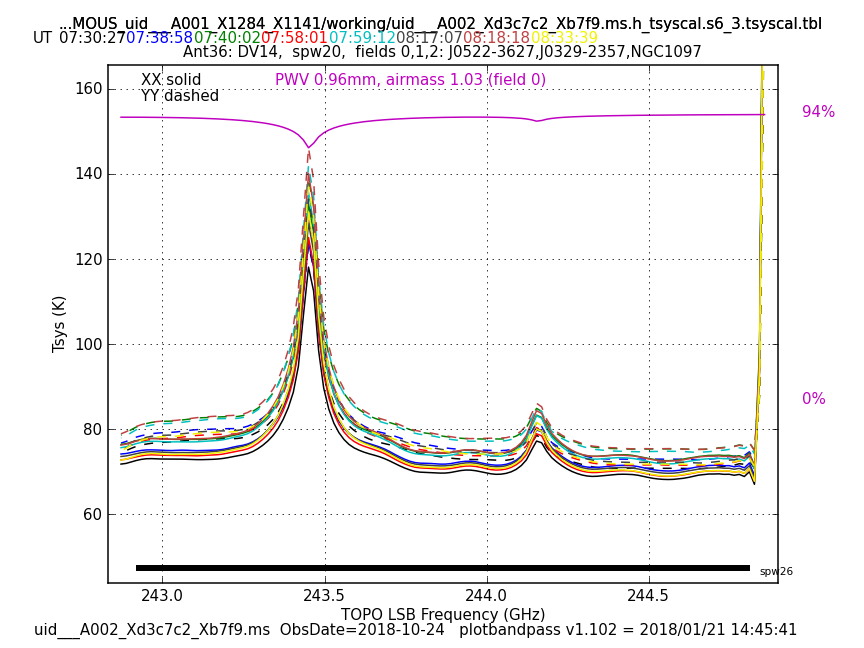 ...MOUS_uid___A001_X1284_X1141/working/uid___A002_Xd3c7c2_Xb7f9.ms.h_tsyscal.s6_3.tsyscal.tbl
UT 07:30:27 07:38:58 07:40:02 07:58:01 07:59:12 08:17:07 08:18:18 08:33:39
Ant36: DV14,  spw20,  fields 0,1,2: J0522-3627,J0329-2357,NGC1097
XX solid
PWV 0.96mm, airmass 1.03 (field 0)
YY dashed
94%
0%
160
140
120
100
80
60
Tsys (K)
spw26
243.0 243.5 244.0 244.5
TOPO LSB Frequency (GHz)
uid___A002_Xd3c7c2_Xb7f9.ms  ObsDate=2018-10-24   plotbandpass v1.102 = 2018/01/21 14:45:41